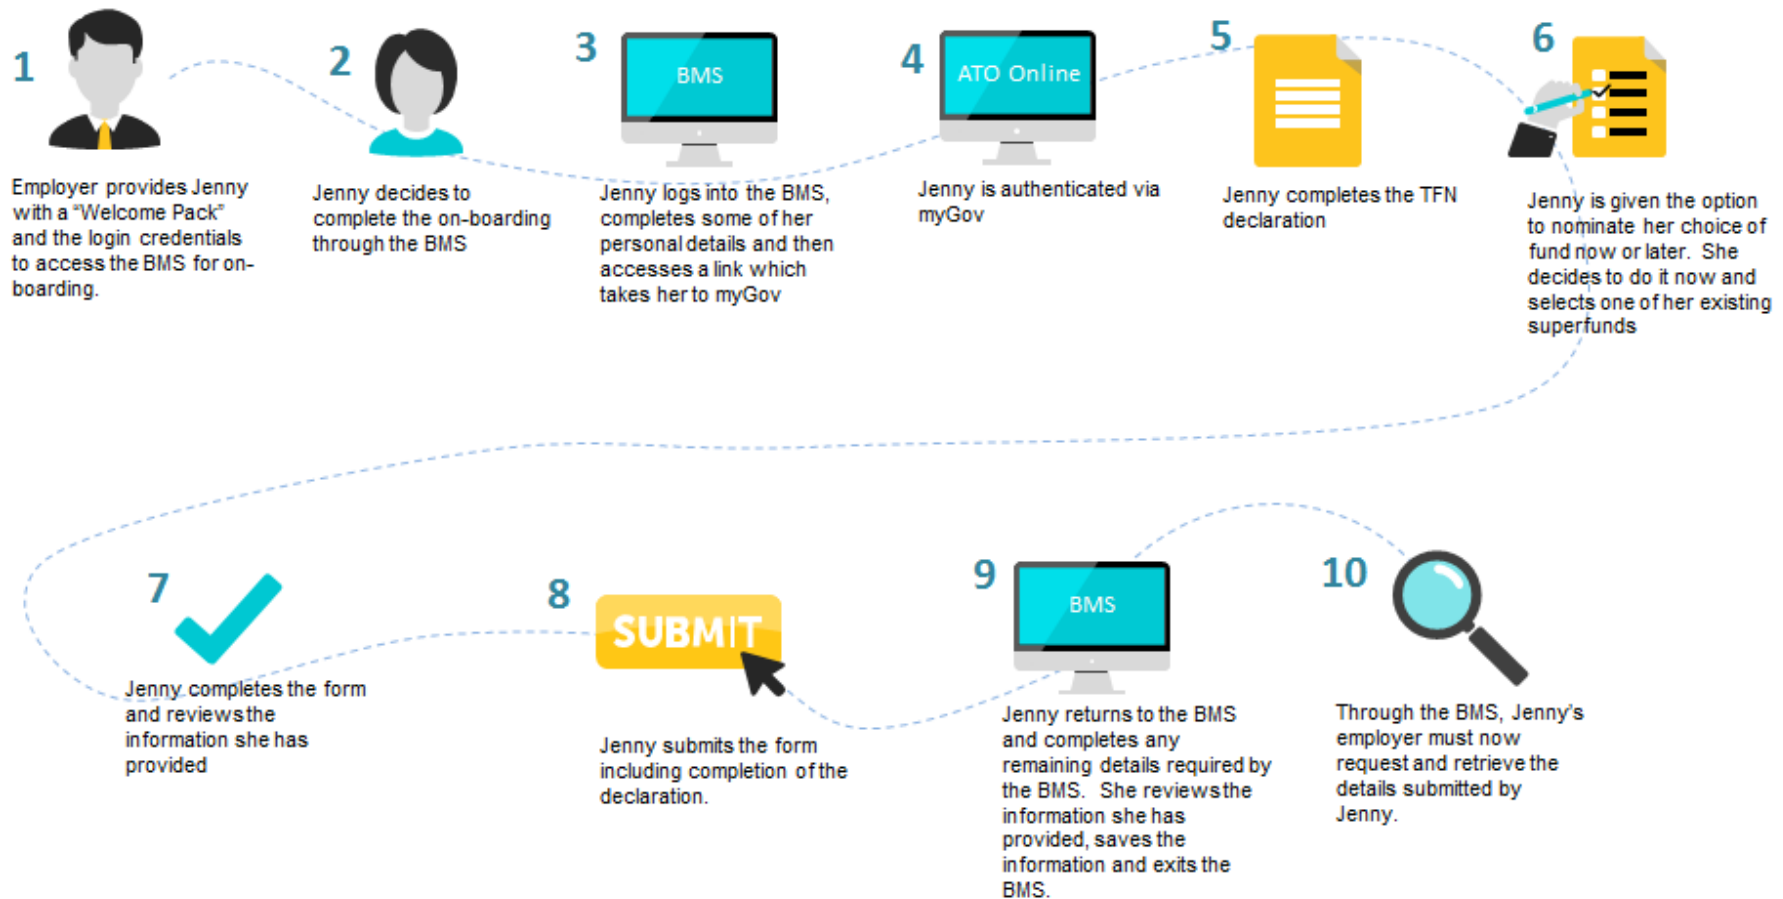 1
Employer provides Jenny
with a “Welcome Pack”
and the login credentials
to access the BMS for on-
boarding.
2
Jenny decides to
complete the on-boarding
through the BMS
3
BMS
Jenny logs into the BMS,
completes some of her
personal details and then
accesses a link which
takes her to myGov
4
ATO Online
Jenny is authenticated via
myGov
5
Jenny completes the TFN
declaration
6
Jenny is given the option
to nominate her choice of
fund now or later. She
decides to do it now and
selects one of her existing
superfunds
7
Jenny completes the form
and reviews the
information she has
provided
8
SUBMIT
Jenny submits the form
including completion of the
declaration.
9
BMS
Jenny returns to the BMS
and completes any
remaining details required by
the BMS. She reviews the
information she has
provided, saves the
information and exits the
BMS.
10
Through the BMS, Jenny’s
employer must now
request and retrieve the
details submitted by
Jenny.